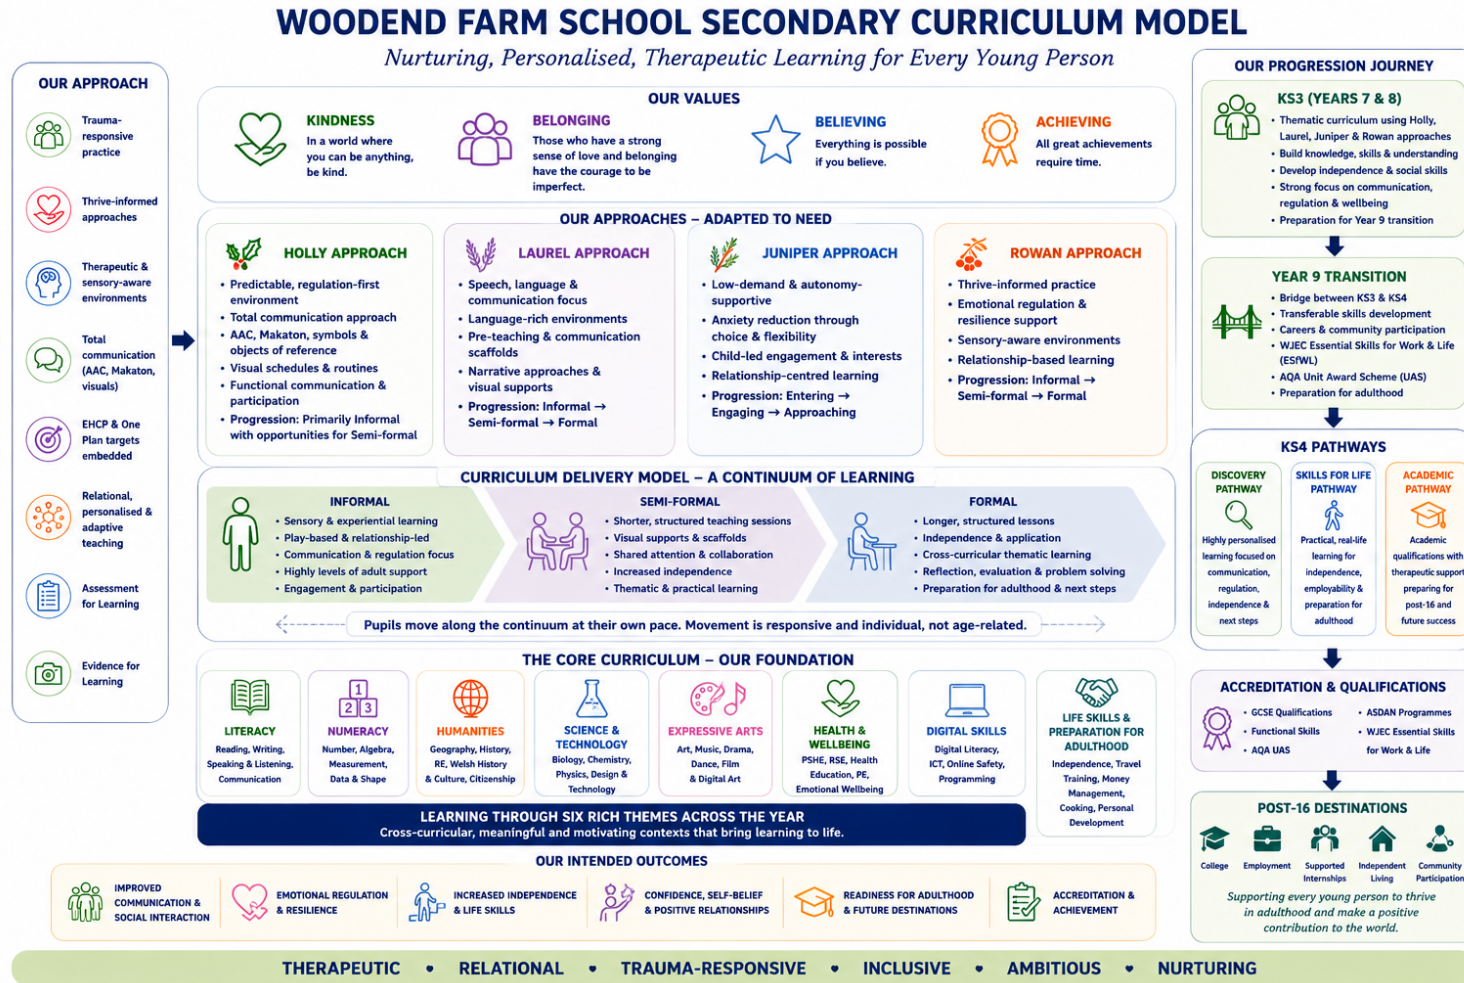 WOODEND FARM SCHOOL SECONDARY CURRICULUM MODEL
Nurturing, Personalised, Therapeutic Learning for Every Young Person
OUR APPROACH
Trauma-
responsive
practice
Thrive-informed
approaches
Therapeutic &
sensory-aware
environments
Total
communication
(AAC, Makaton,
visuals)
EHCP & One
Plan targets
embedded
Relational,
personalised &
adaptive
teaching
Assessment
for Learning
Evidence for
Learning
OUR VALUES
KINDNESS
In a world where
you can be anything,
be kind.
BELONGING
Those who have a strong
sense of love and belonging
have the courage to be
imperfect.
BELIEVING
Everything is possible
if you believe.
ACHIEVING
All great achievements
require time.
OUR APPROACHES – ADAPTED TO NEED
HOLLY APPROACH
• Predictable, regulation-first
environment
• Total communication approach
• AAC, Makaton, symbols &
objects of reference
• Visual schedules & routines
• Functional communication &
participation
• Progression: Primarily Informal
with opportunities for Semi-formal
LAUREL APPROACH
• Speech, language &
communication focus
• Language-rich environments
• Pre-teaching & communication
scaffolds
• Narrative approaches &
visual supports
• Progression: Informal →
Semi-formal → Formal
JUNIPER APPROACH
• Low-demand & autonomy-
supportive
• Anxiety reduction through
choice & flexibility
• Child-led engagement & interests
• Relationship-centred learning
• Progression: Entering →
Engaging → Approaching
ROWAN APPROACH
• Thrive-informed practice
• Emotional regulation &
resilience support
• Sensory-aware environments
• Relationship-based learning
• Progression: Informal →
Semi-formal → Formal
CURRICULUM DELIVERY MODEL – A CONTINUUM OF LEARNING
INFORMAL
• Sensory & experiential learning
• Play-based & relationship-led
• Communication & regulation focus
• Highly levels of adult support
• Engagement & participation
SEMI-FORMAL
• Shorter, structured teaching sessions
• Visual supports & scaffolds
• Shared attention & collaboration
• Increased independence
• Thematic & practical learning
FORMAL
• Longer, structured lessons
• Independence & application
• Cross-curricular thematic learning
• Reflection, evaluation & problem solving
• Preparation for adulthood & next steps
Pupils move along the continuum at their own pace. Movement is responsive and individual, not age-related.
THE CORE CURRICULUM – OUR FOUNDATION
LITERACY
Reading, Writing,
Speaking & Listening,
Communication
1
2 3
NUMERACY
Number, Algebra,
Measurement,
Data & Shape
HUMANITIES
Geography, History,
RE, Welsh History
& Culture, Citizenship
SCIENCE &
TECHNOLOGY
Biology, Chemistry,
Physics, Design &
Technology
EXPRESSIVE ARTS
Art, Music, Drama,
Dance, Film
& Digital Art
HEALTH &
WELLBEING
PSHE, RSE, Health
Education, PE,
Emotional Wellbeing
DIGITAL SKILLS
Digital Literacy,
ICT, Online Safety,
Programming
LIFE SKILLS &
PREPARATION FOR
ADULTHOOD
Independence, Travel
Training, Money
Management,
Cooking, Personal
Development
LEARNING THROUGH SIX RICH THEMES ACROSS THE YEAR
Cross-curricular, meaningful and motivating contexts that bring learning to life.
OUR INTENDED OUTCOMES
IMPROVED
COMMUNICATION &
SOCIAL INTERACTION
EMOTIONAL REGULATION
& RESILIENCE
INCREASED INDEPENDENCE
& LIFE SKILLS
CONFIDENCE, SELF-BELIEF
& POSITIVE RELATIONSHIPS
READINESS FOR ADULTHOOD
& FUTURE DESTINATIONS
ACCREDITATION &
ACHIEVEMENT
OUR PROGRESSION JOURNEY
KS3 (YEARS 7 & 8)
• Thematic curriculum using Holly,
Laurel, Juniper & Rowan approaches
• Build knowledge, skills & understanding
• Develop independence & social skills
• Strong focus on communication,
regulation & wellbeing
• Preparation for Year 9 transition
YEAR 9 TRANSITION
• Bridge between KS3 & KS4
• Transferable skills development
• Careers & community participation
• WJEC Essential Skills for Work & Life
(ESfWL)
• AQA Unit Award Scheme (UAS)
• Preparation for adulthood
KS4 PATHWAYS
DISCOVERY
PATHWAY
Highly personalised
learning focused on
communication,
regulation,
independence &
next steps
SKILLS FOR LIFE
PATHWAY
Practical, real-life
learning for
independence,
employability &
preparation for
adulthood
ACADEMIC
PATHWAY
Academic
qualifications with
therapeutic support
preparing for
post-16 and
future success
ACCREDITATION & QUALIFICATIONS
• GCSE Qualifications
• Functional Skills
• AQA UAS
• ASDAN Programmes
• WJEC Essential Skills
for Work & Life
POST-16 DESTINATIONS
College
Employment
Supported
Internships
Independent
Living
Community
Participation
Supporting every young person to thrive
in adulthood and make a positive
contribution to the world.
THERAPEUTIC • RELATIONAL • TRAUMA-RESPONSIVE • INCLUSIVE • AMBITIOUS • NURTURING